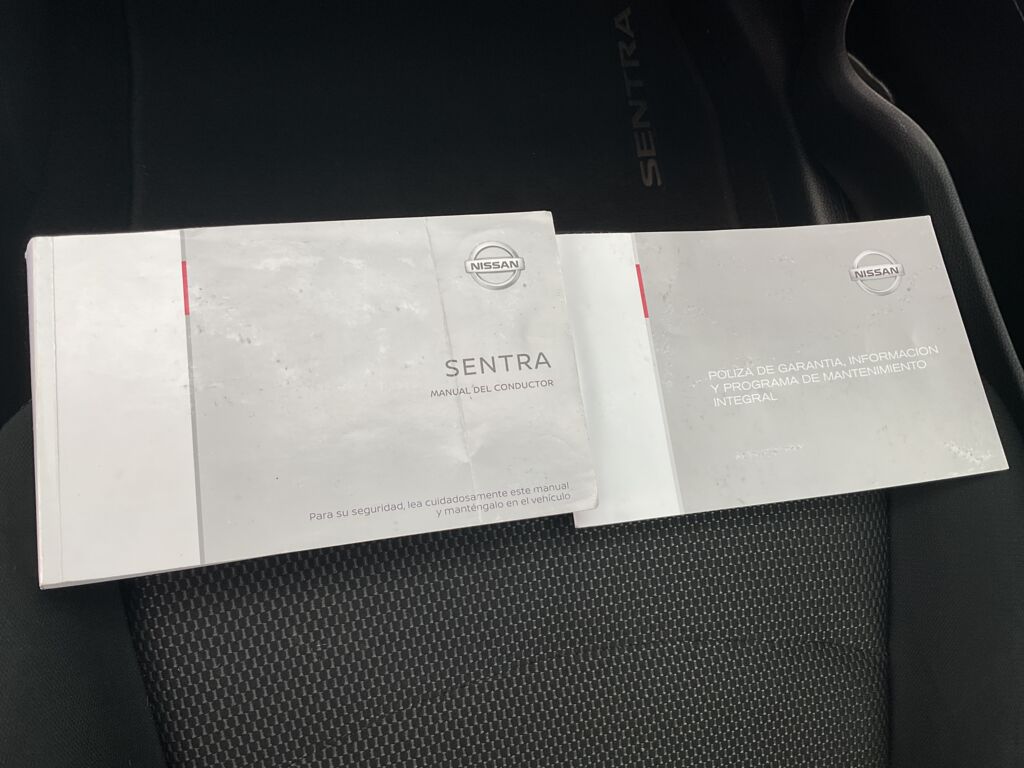 SENTRA
NISSAN
SENTRA
MANUAL DEL CONDUCTOR
Para su seguridad, lea cuidadosamente este manual
y manténgalo en el vehículo
NISSAN
POLIZA DE GARANTIA, INFORMACION
Y PROGRAMA DE MANTENIMIENTO
INTEGRAL